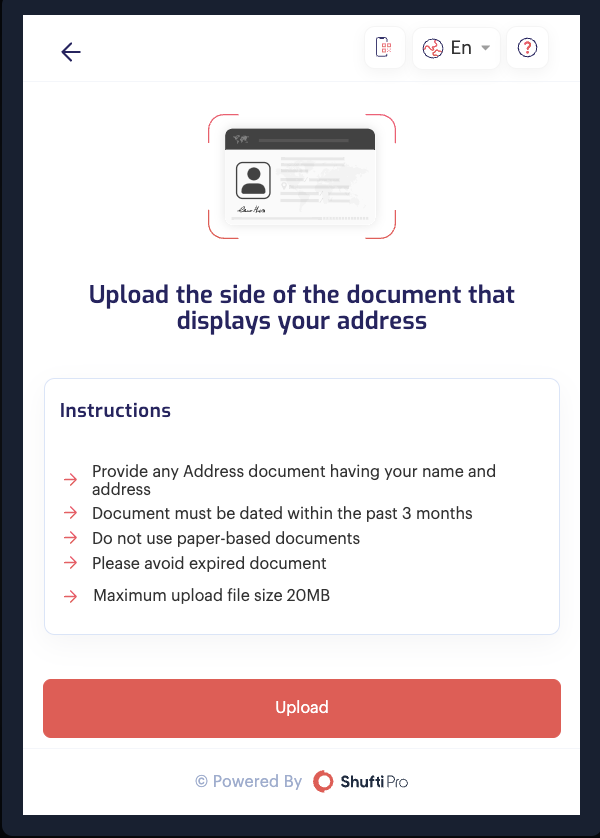 En
Upload the side of the document that
displays your address
Instructions
Provide any Address document having your name and
address
Document must be dated within the past 3 months
Do not use paper-based documents
Please avoid expired document
Maximum upload file size 20MB
Upload
© Powered By ShuftiPro